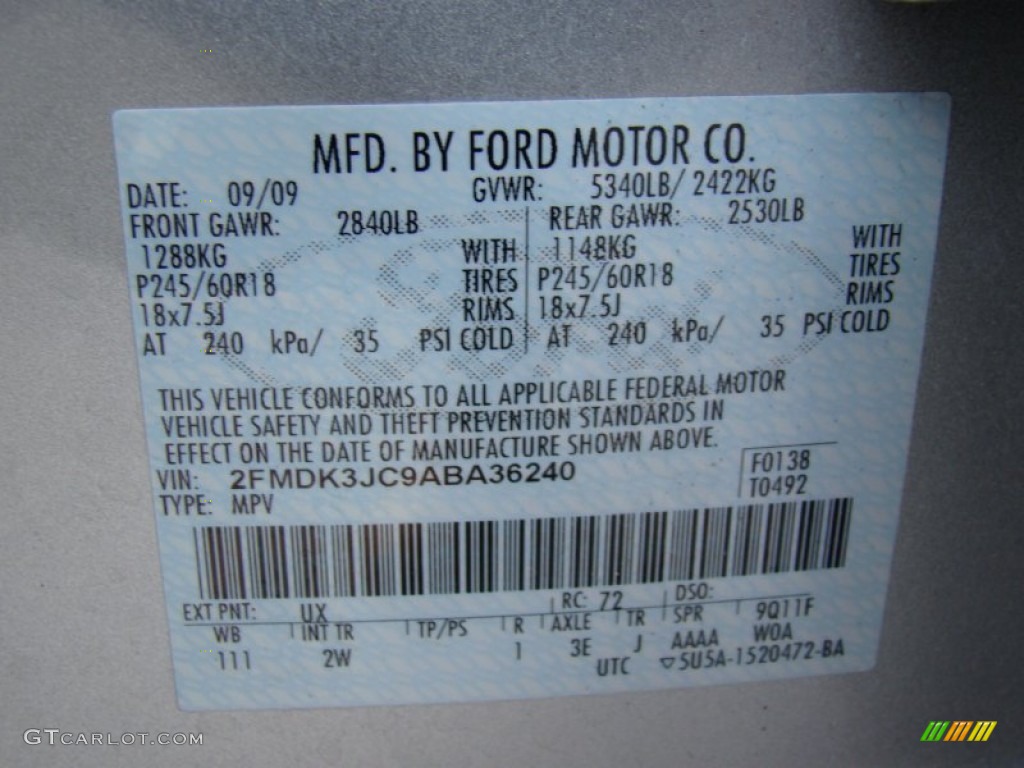 MFD. BY FORD MOTOR CO.
DATE: 09/09 GVWR: 5340LB/ 2422KG
FRONT GAWR: 2840LB REAR GAWR: 2530LB
1288KG WITH 1148KG WITH
P245/60R18 TIRES P245/60R18 TIRES
18x7.5J RIMS 18x7.5J RIMS
AT 240 kPa/ 35 PSI COLD AT 240 kPa/ 35 PSI COLD
THIS VEHICLE CONFORMS TO ALL APPLICABLE FEDERAL MOTOR
VEHICLE SAFETY AND THEFT PREVENTION STANDARDS IN
EFFECT ON THE DATE OF MANUFACTURE SHOWN ABOVE.
VIN: 2FMDK3JC9ABA36240 F0138
TYPE: MPV T0492
EXT PNT: UX RC: 72 DSO:
WB INT TR TP/PS R AXLE TR SPR 9Q11F
111 2W 1 3E J AAAA WOA
UTC ▽5U5A-1520472-BA
GTCARLOT.COM